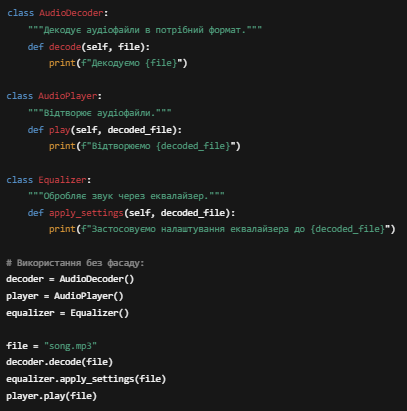 class AudioDecoder:
    """Декодує аудіофайли в потрібний формат."""
    def decode(self, file):
        print(f"Декодуємо {file}")

class AudioPlayer:
    """Відтворює аудіофайли."""
    def play(self, decoded_file):
        print(f"Відтворюємо {decoded_file}")

class Equalizer:
    """Обробляє звук через еквалайзер."""
    def apply_settings(self, decoded_file):
        print(f"Застосовуємо налаштування еквалайзера до {decoded_file}")

# Використання без фасаду:
decoder = AudioDecoder()
player = AudioPlayer()
equalizer = Equalizer()

file = "song.mp3"
decoder.decode(file)
equalizer.apply_settings(file)
player.play(file)